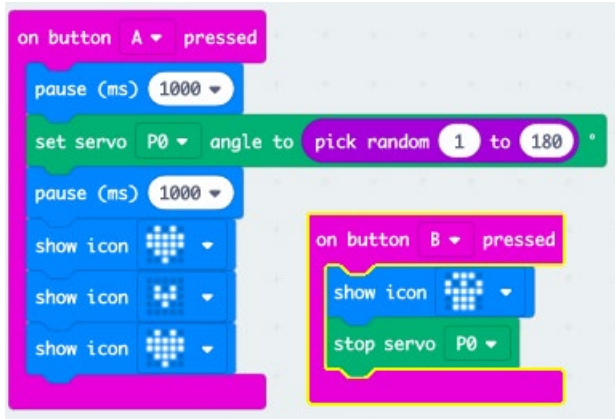 on button A pressed
pause (ms) 1000
set servo P0 angle to pick random 1 to 180 °
pause (ms) 1000
show icon
show icon
show icon
on button B pressed
show icon
stop servo P0